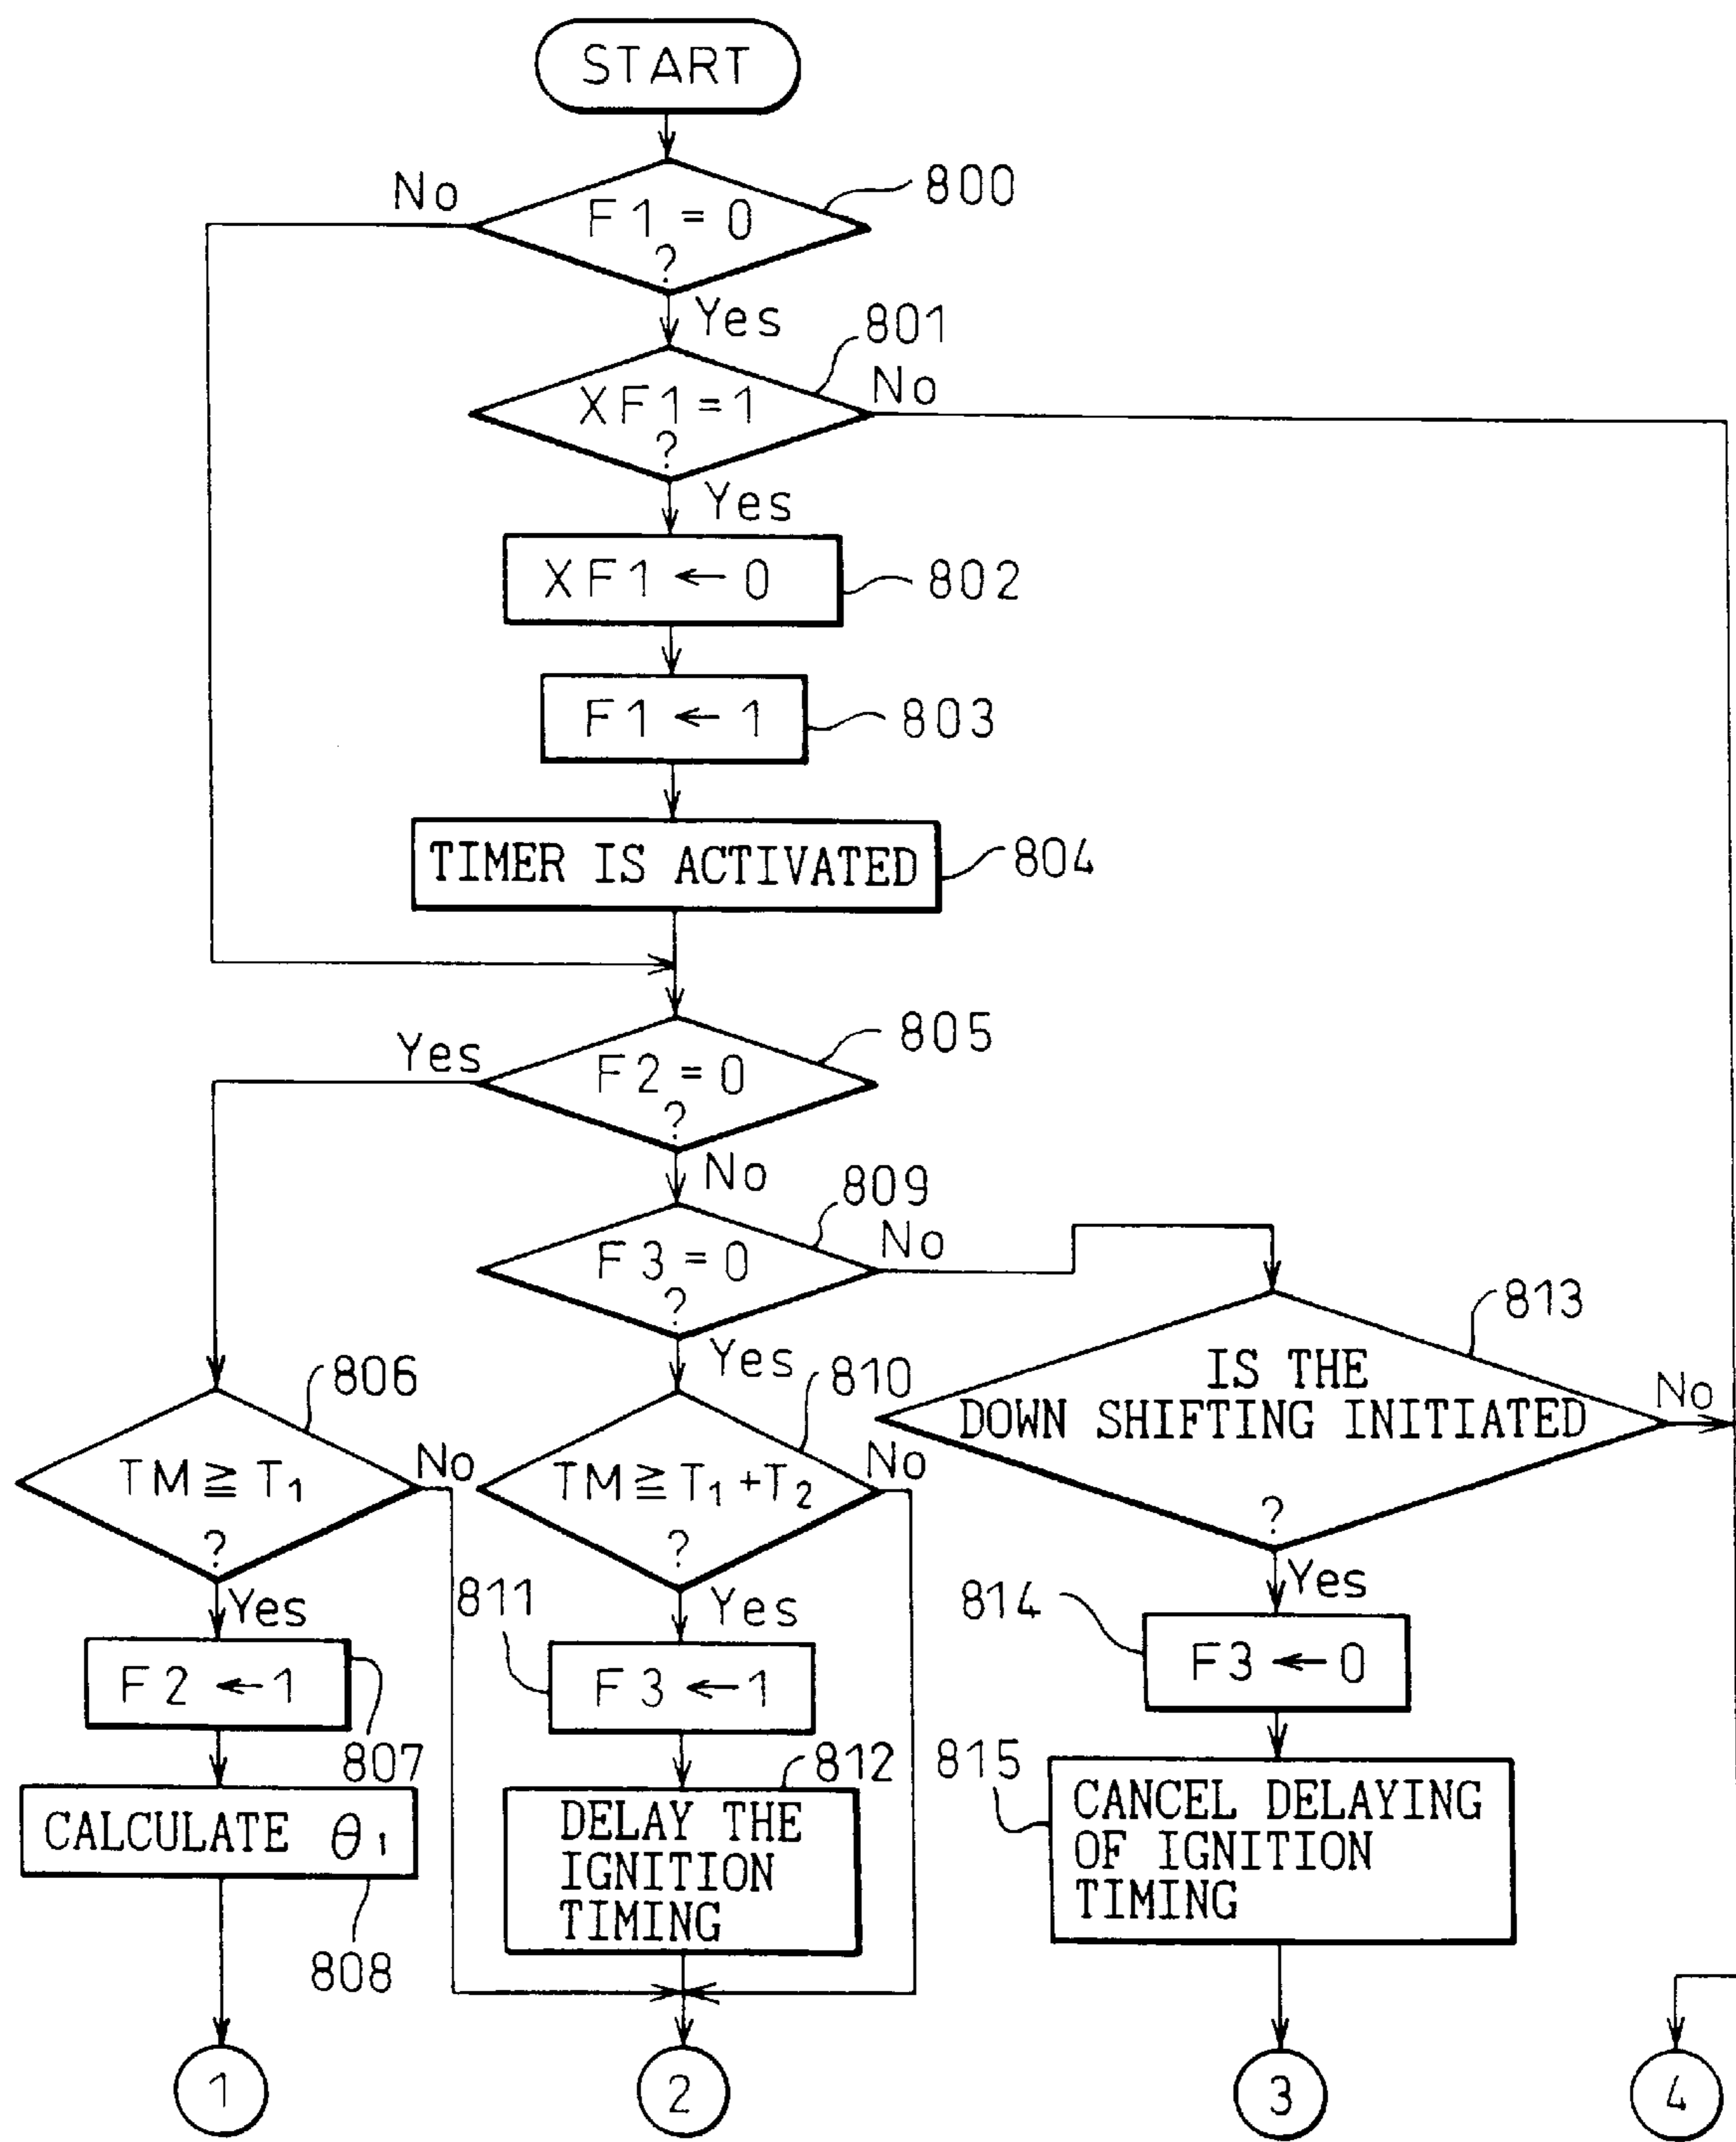 START
No
F1 = 0
?
800
Yes
801
XF1=1
?
No
Yes
XF1 ← 0
802
F1 ← 1
803
TIMER IS ACTIVATED
804
805
Yes
F2 = 0
?
No
809
F3 = 0
?
No
Yes
813
IS THE
DOWN SHIFTING INITIATED
?
No
Yes
806
TM ≧ T1
?
No
Yes
810
TM ≧ T1 + T2
?
No
Yes
F2 ← 1
807
811
F3 ← 1
814
F3 ← 0
CALCULATE θ1
808
812
DELAY THE
IGNITION
TIMING
815
CANCEL DELAYING
OF IGNITION
TIMING
1
2
3
4